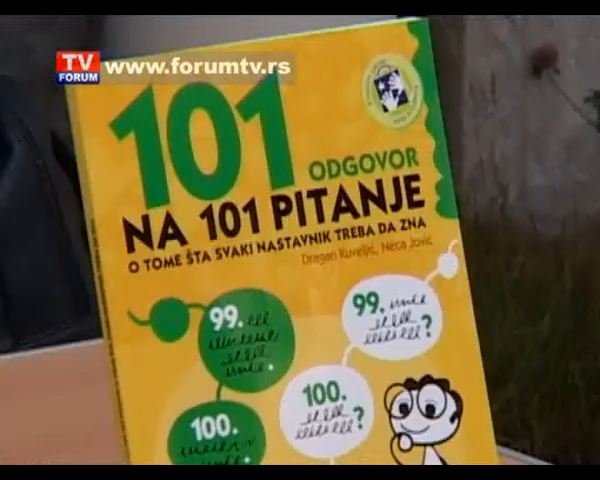 TV
FORUM
www.forumtv.rs
101
ODGOVOR
NA 101 PITANJE
O TOME ŠTA SVAKI NASTAVNIK TREBA DA ZNA
Dragan Kuveljić, Neca Jović
99.
99.
?
100.
?
100.